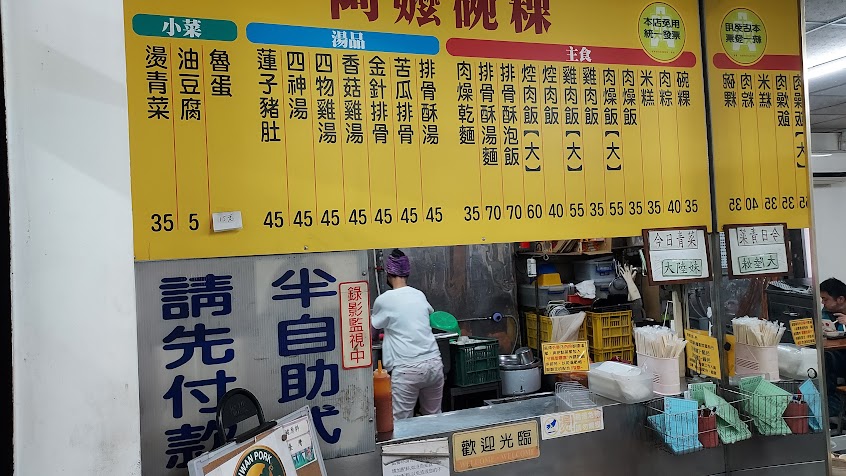 阿嬤碗粿
小菜
湯品
主食
本店免用
統一發票
魯蛋
油豆腐 5
燙青菜 35
排骨酥湯 45
苦瓜排骨 45
金針排骨 45
香菇雞湯 45
四物雞湯 45
四神湯 45
蓮子豬肚 45
碗粿 35
肉粽 40
米糕 35
肉燥飯 35
肉燥飯【大】 55
雞肉飯 35
雞肉飯【大】 55
焢肉飯 40
焢肉飯【大】 60
排骨酥泡飯 70
排骨酥湯麵 70
肉燥乾麵 35
今日青菜
大陸妹
半自助式
請先付款
錄影監視中
歡迎光臨
WAN PORK